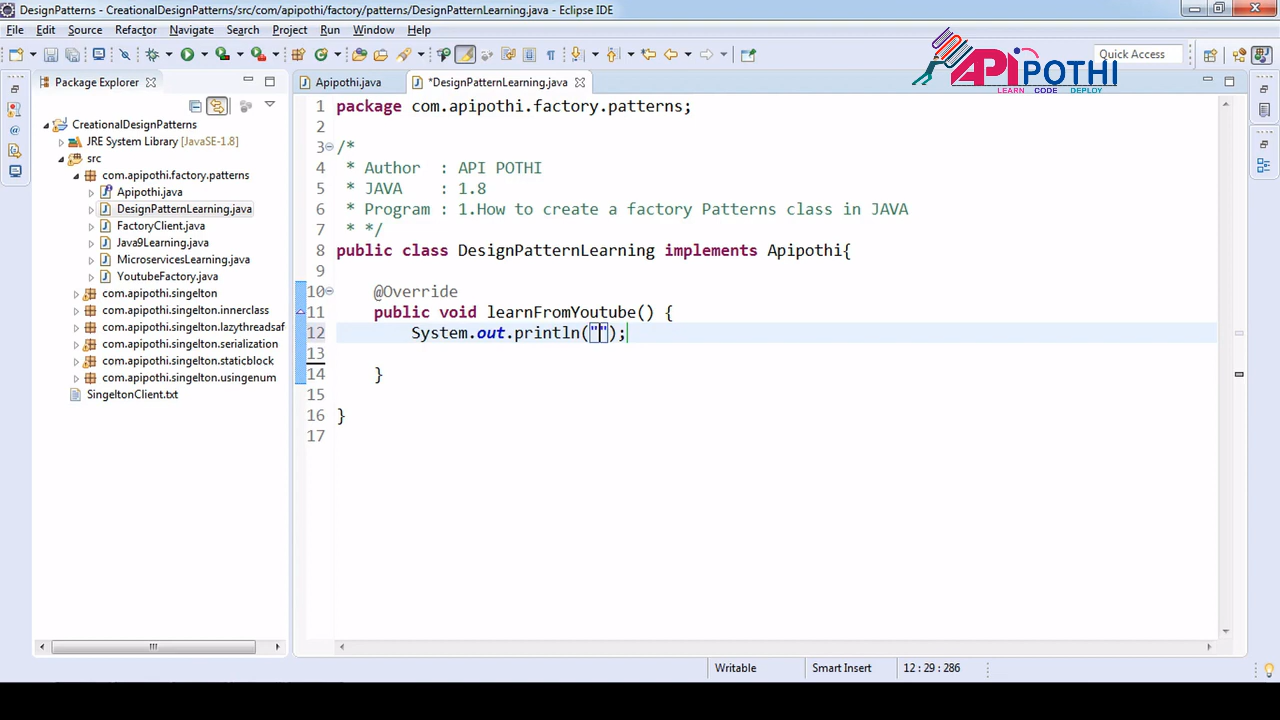 DesignPatterns - CreationalDesignPatterns/src/com/apipothi/factory/patterns/DesignPatternLearning.java - Eclipse IDE
File Edit Source Refactor Navigate Search Project Run Window Help
Quick Access
APIPOTHI
LEARN CODE DEPLOY
Package Explorer
Apipothi.java
*DesignPatternLearning.java
CreationalDesignPatterns
JRE System Library [JavaSE-1.8]
src
com.apipothi.factory.patterns
Apipothi.java
DesignPatternLearning.java
FactoryClient.java
Java9Learning.java
MicroservicesLearning.java
YoutubeFactory.java
com.apipothi.singelton
com.apipothi.singelton.innerclass
com.apipothi.singelton.lazythreadsaf
com.apipothi.singelton.serialization
com.apipothi.singelton.staticblock
com.apipothi.singelton.usingenum
SingeltonClient.txt
1 package com.apipothi.factory.patterns;
2
3 /*
4 * Author : API POTHI
5 * JAVA : 1.8
6 * Program : 1.How to create a factory Patterns class in JAVA
7 * */
8 public class DesignPatternLearning implements Apipothi{
9
10 @Override
11 public void learnFromYoutube() {
12 System.out.println("");
13
14 }
15
16 }
17
Writable Smart Insert 12 : 29 : 286